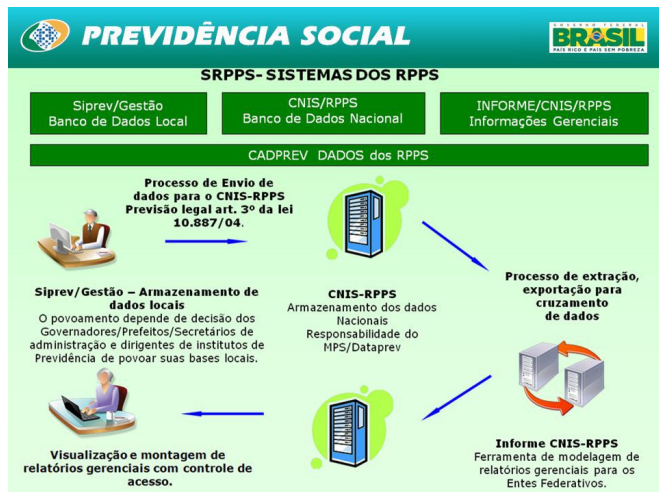 PREVIDÊNCIA SOCIAL
GOVERNO FEDERAL
BRASIL
PAÍS RICO É PAÍS SEM POBREZA
SRPPS- SISTEMAS DOS RPPS
Siprev/Gestão
Banco de Dados Local
CNIS/RPPS
Banco de Dados Nacional
INFORME/CNIS/RPPS
Informações Gerenciais
CADPREV DADOS dos RPPS
Processo de Envio de
dados para o CNIS-RPPS
Previsão legal art. 3º da lei
10.887/04.
Siprev/Gestão – Armazenamento de
dados locais
O povoamento depende de decisão dos
Governadores/Prefeitos/Secretários de
administração e dirigentes de institutos de
Previdência de povoar suas bases locais.
CNIS-RPPS
Armazenamento dos dados
Nacionais
Responsabilidade do
MPS/Dataprev
Processo de extração,
exportação para
cruzamento
de dados
Informe CNIS-RPPS
Ferramenta de modelagem de
relatórios gerenciais para os
Entes Federativos.
Visualização e montagem de
relatórios gerenciais com controle de
acesso.